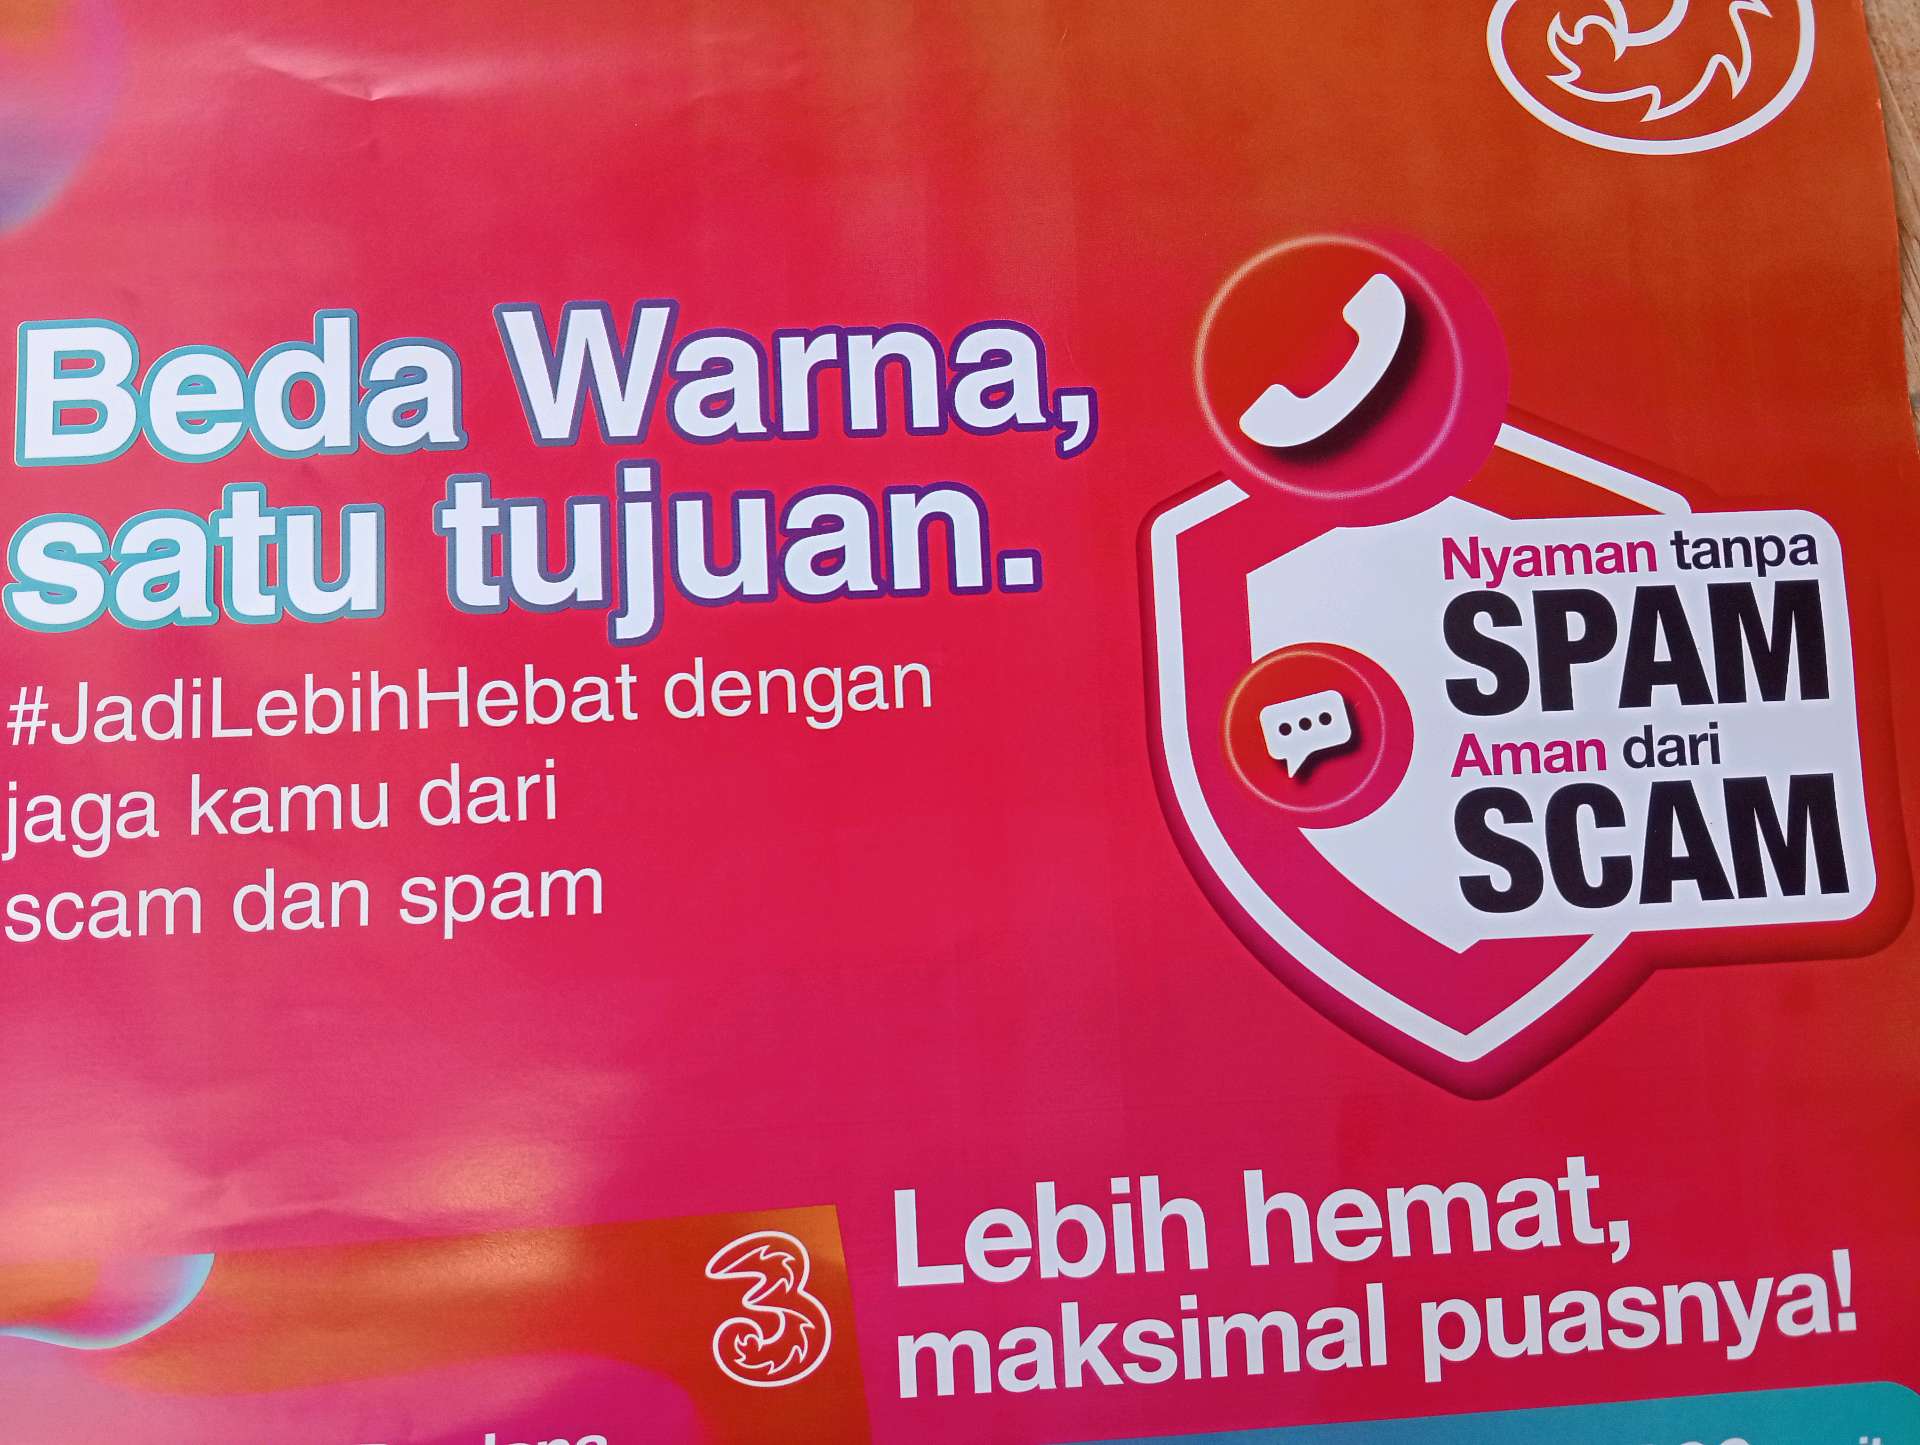 Beda Warna,
satu tujuan.
#JadiLebihHebat dengan
jaga kamu dari
scam dan spam
Nyaman tanpa
SPAM
Aman dari
SCAM
3
Lebih hemat,
maksimal puasnya!